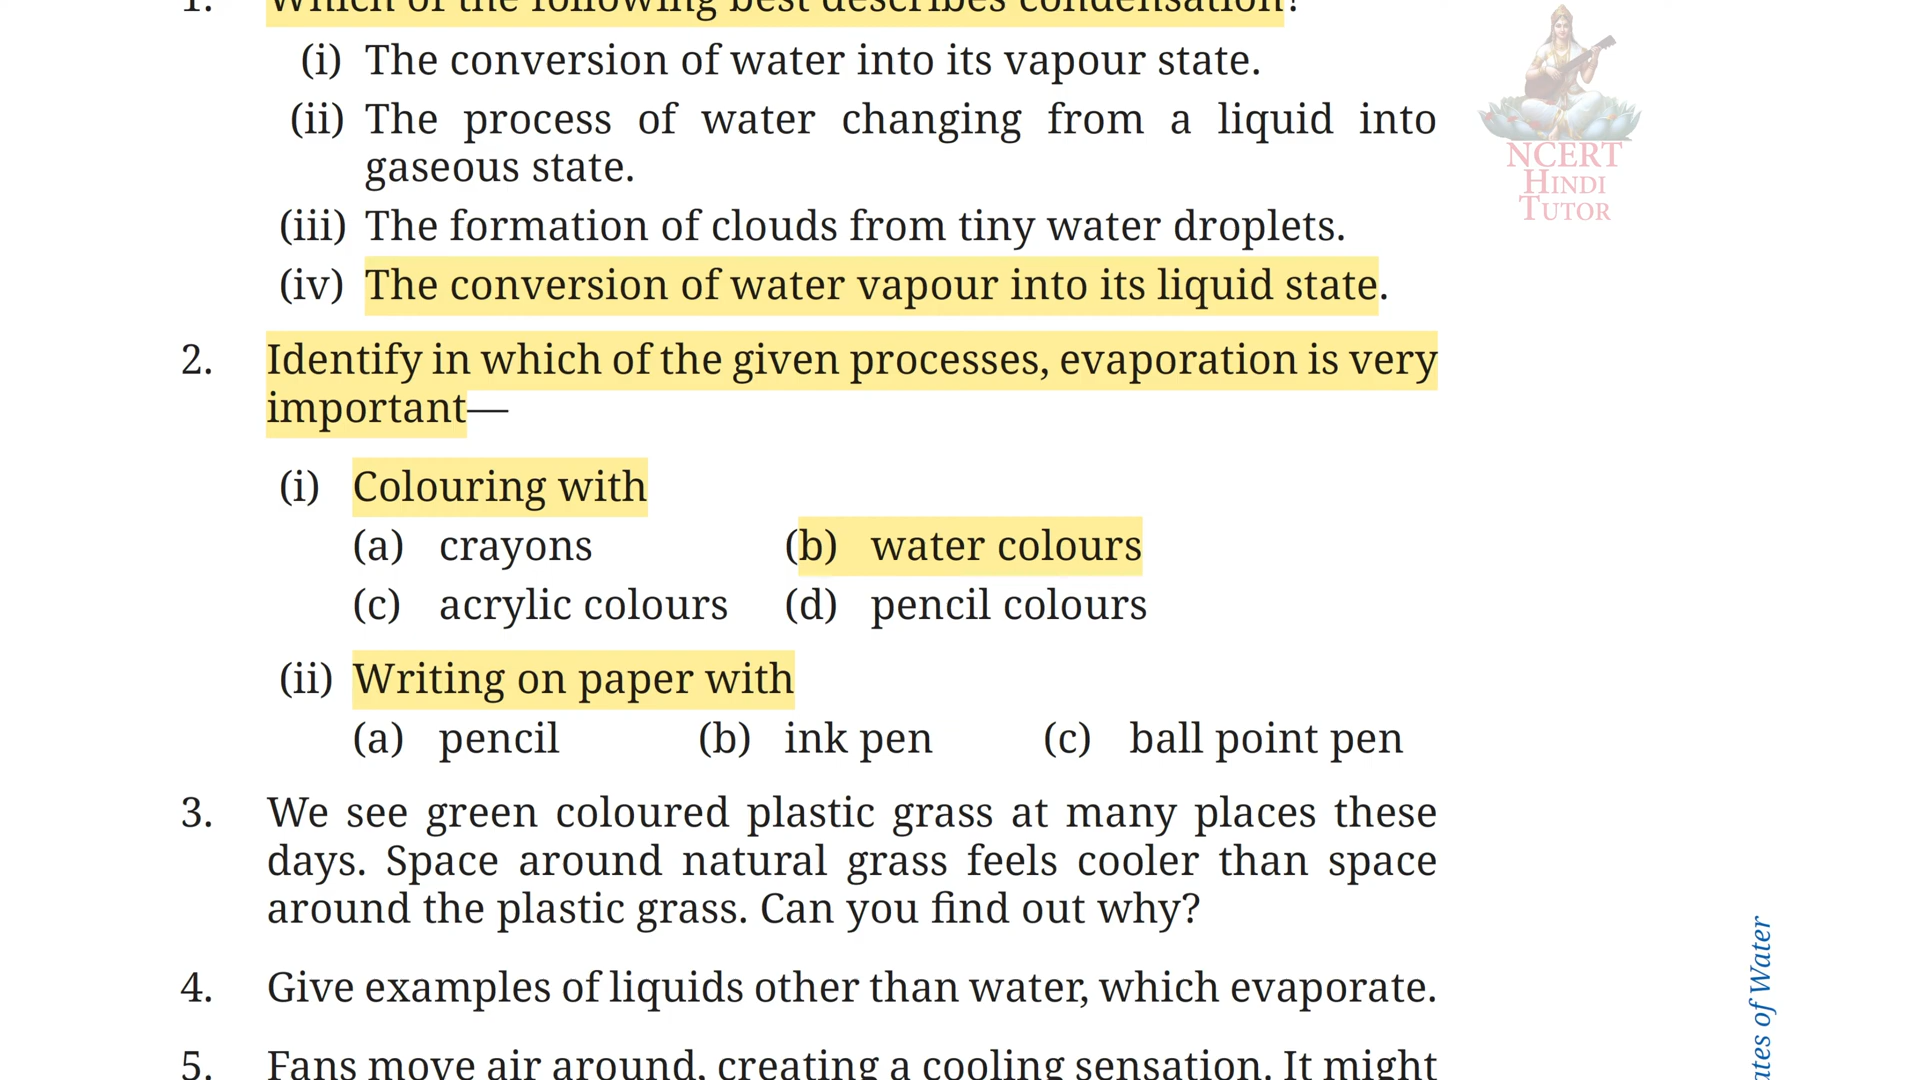 1. Which of the following best describes condensation?
(i) The conversion of water into its vapour state.
(ii) The process of water changing from a liquid into
gaseous state.
(iii) The formation of clouds from tiny water droplets.
(iv) The conversion of water vapour into its liquid state.
2. Identify in which of the given processes, evaporation is very
important—
(i) Colouring with
(a) crayons (b) water colours
(c) acrylic colours (d) pencil colours
(ii) Writing on paper with
(a) pencil (b) ink pen (c) ball point pen
3. We see green coloured plastic grass at many places these
days. Space around natural grass feels cooler than space
around the plastic grass. Can you find out why?
4. Give examples of liquids other than water, which evaporate.
5. Fans move air around, creating a cooling sensation. It might
NCERT
HINDI
TUTOR
of Water